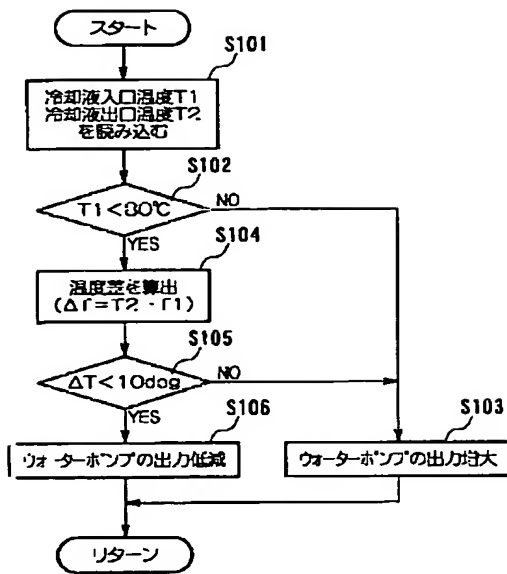 スタート
S101
冷却液入口温度T1
冷却液出口温度T2
を読み込む
S102
T1<80℃
NO
YES
S104
温度差を算出
(ΔT=T2-T1)
S105
ΔT<10deg
NO
YES
S106
S103
ウォーターポンプの出力低減
ウォーターポンプの出力増大
リターン